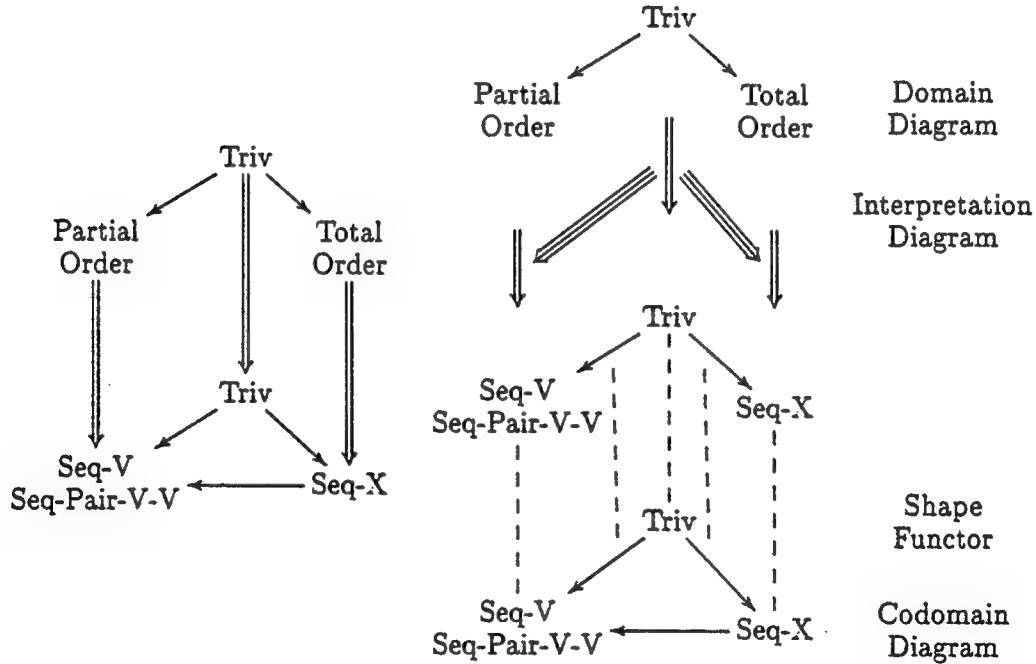 Triv
Partial
Order
Total
Order
Triv
Seq-V
Seq-Pair-V-V
Seq-X
Triv
Partial
Order
Total
Order
Domain
Diagram
Interpretation
Diagram
Triv
Seq-V
Seq-Pair-V-V
Seq-X
Triv
Shape
Functor
Seq-V
Seq-Pair-V-V
Seq-X
Codomain
Diagram